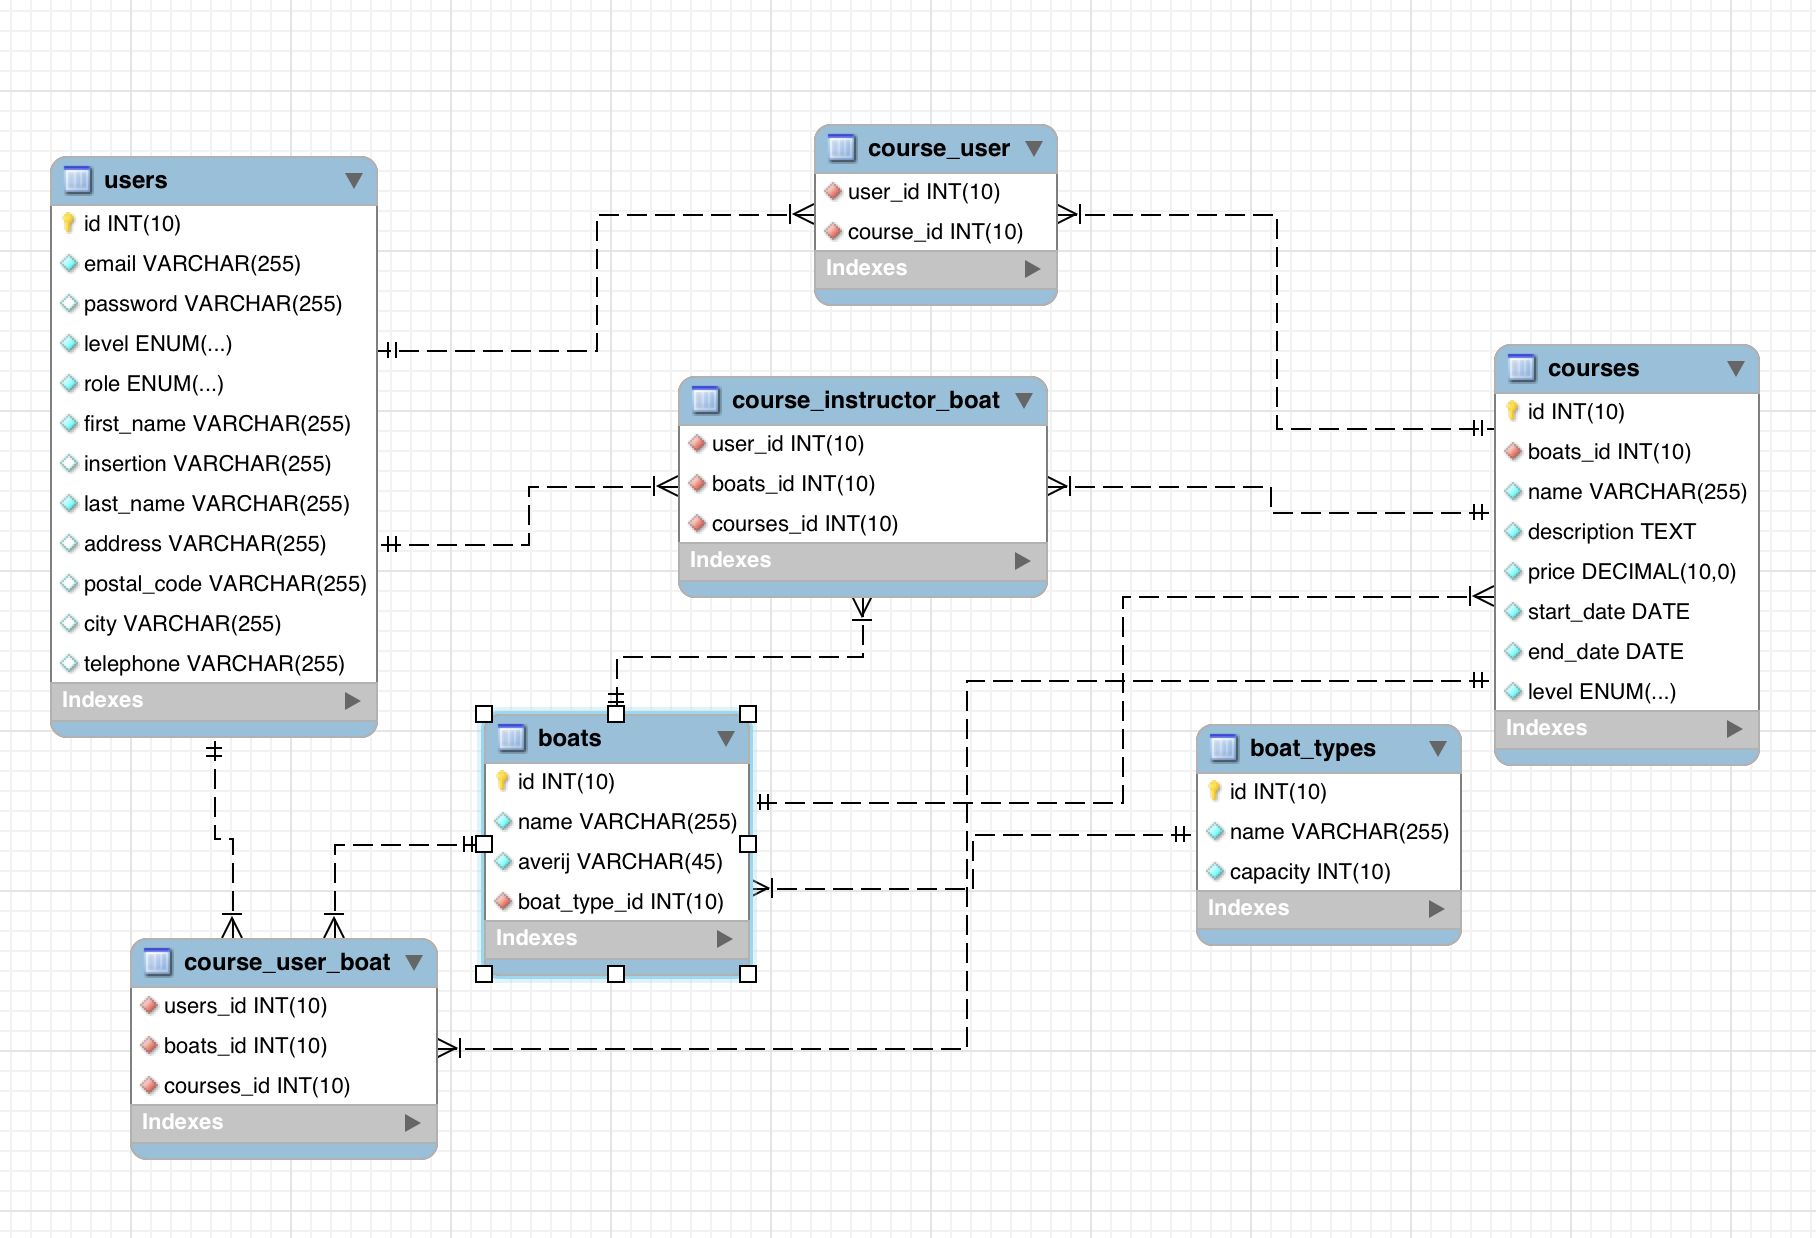 users
id INT(10)
email VARCHAR(255)
password VARCHAR(255)
level ENUM(...)
role ENUM(...)
first_name VARCHAR(255)
insertion VARCHAR(255)
last_name VARCHAR(255)
address VARCHAR(255)
postal_code VARCHAR(255)
city VARCHAR(255)
telephone VARCHAR(255)
Indexes
course_user
user_id INT(10)
course_id INT(10)
Indexes
course_instructor_boat
user_id INT(10)
boats_id INT(10)
courses_id INT(10)
Indexes
courses
id INT(10)
boats_id INT(10)
name VARCHAR(255)
description TEXT
price DECIMAL(10,0)
start_date DATE
end_date DATE
level ENUM(...)
Indexes
boats
id INT(10)
name VARCHAR(255)
averij VARCHAR(45)
boat_type_id INT(10)
Indexes
boat_types
id INT(10)
name VARCHAR(255)
capacity INT(10)
Indexes
course_user_boat
users_id INT(10)
boats_id INT(10)
courses_id INT(10)
Indexes